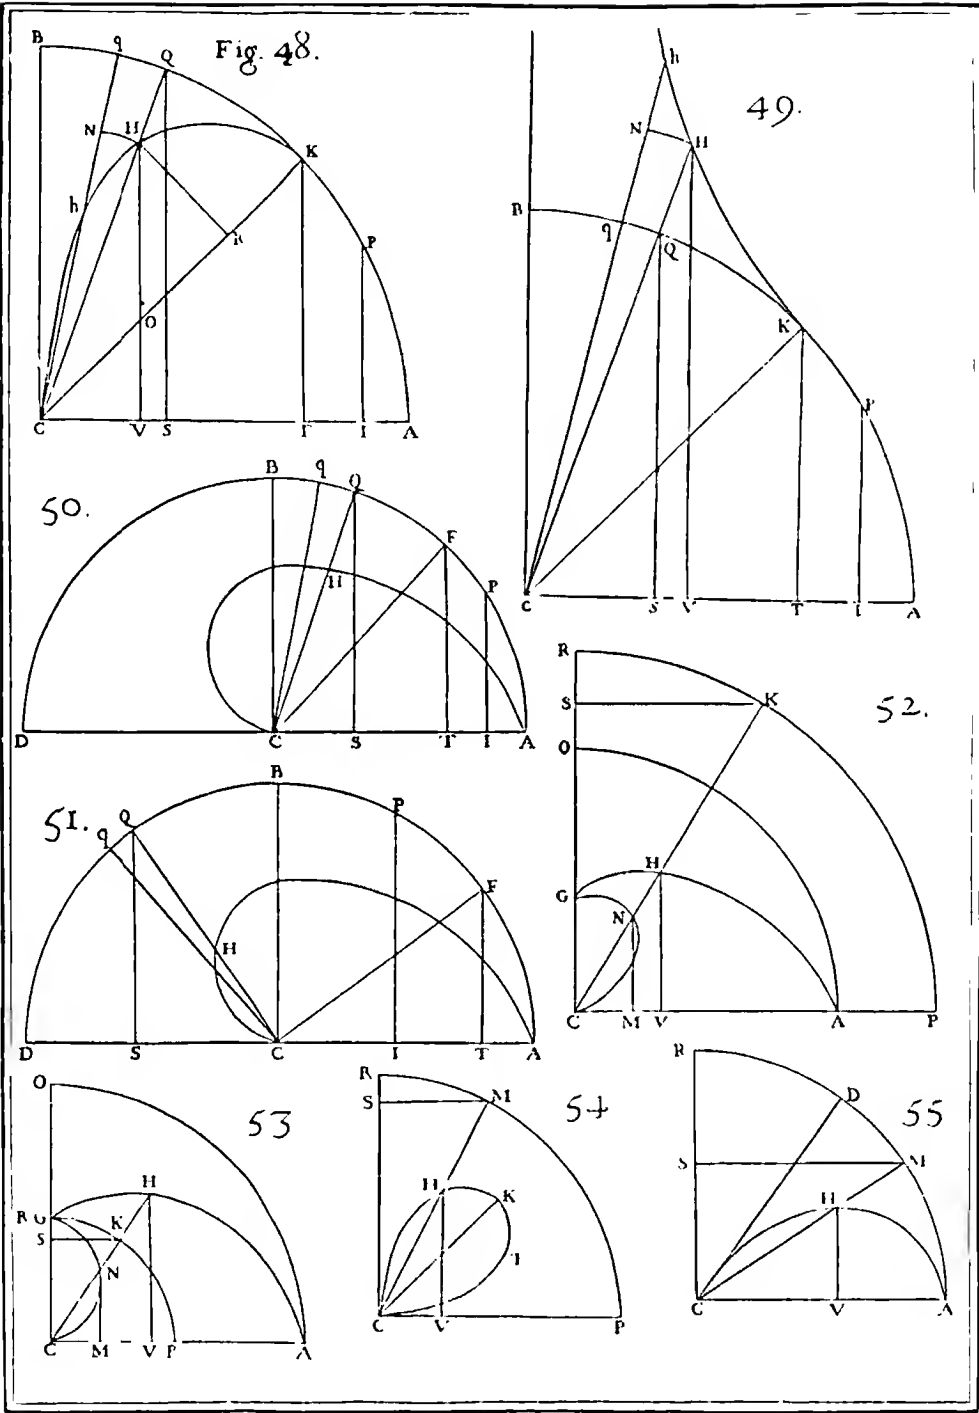 Fig. 48.
B q Q
N H
K
h
R
P
O
C V S T I A
49.
h
N H
B
q Q
K
P
C S V T I A
50.
B q Q
F
H
P
D C S T I A
51.
B
Q
q
P
F
H
D S C I T A
52.
R
S K
O
H
G
N
C M V A P
53
O
H
R G
K
S
N
C M V P A
54
R
S M
H K
I
C V P
55
R
D
S M
H
C V A